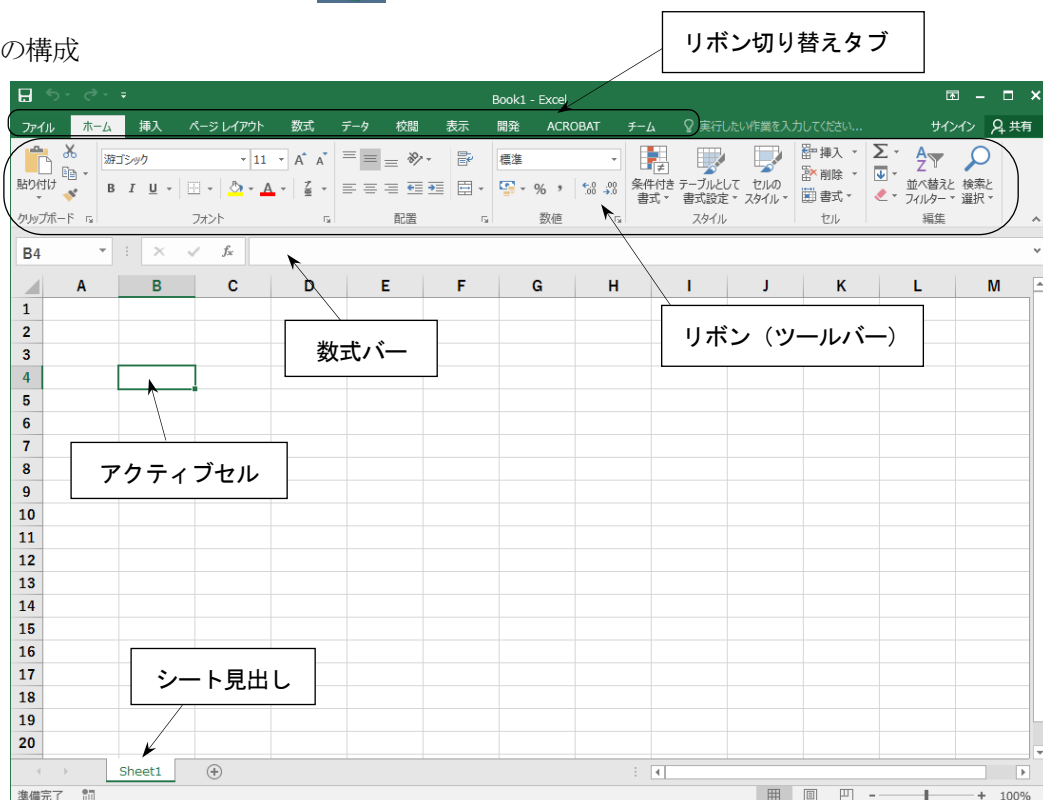 の構成
リボン切り替えタブ
Book1 - Excel
ファイル ホーム 挿入 ページ レイアウト 数式 データ 校閲 表示 開発 ACROBAT チーム 実行したい作業を入力してください... サインイン 共有
貼り付け 游ゴシック 11 A A 標準 条件付き 書式 テーブルとして 書式設定 セルの スタイル 挿入 削除 書式 Σ 並べ替えと フィルター 検索と 選択
B I U A %
クリップボード フォント 配置 数値 スタイル セル 編集
B4 fx
A B C D E F G H I J K L M
1
2
3
数式バー
リボン（ツールバー）
4
5
6
7
8
アクティブセル
9
10
11
12
13
14
15
16
17
シート見出し
18
19
20
Sheet1
準備完了 100%